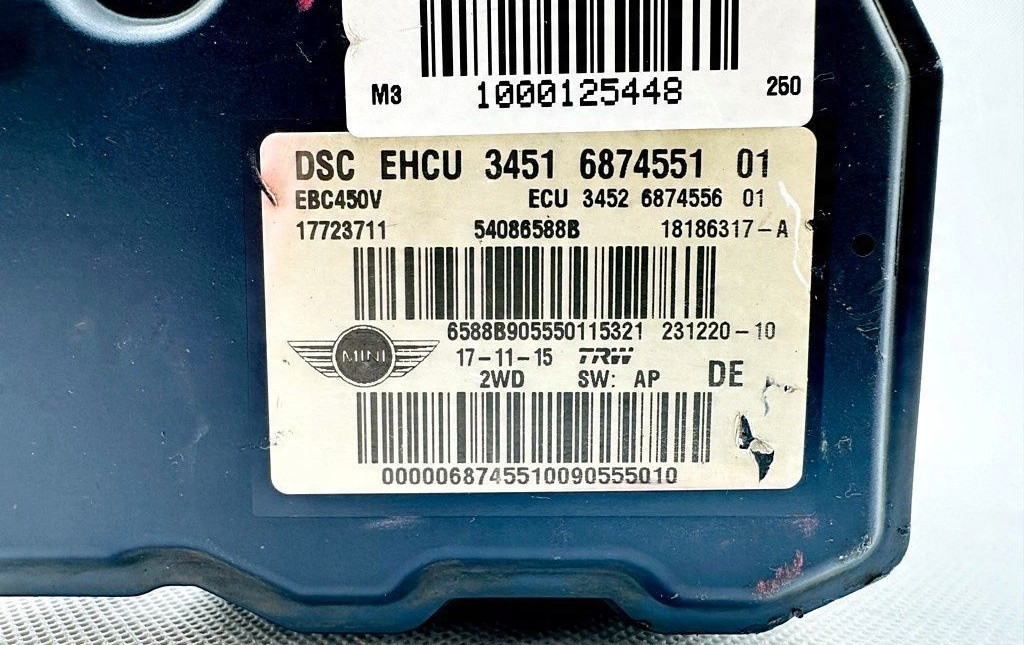 M3 1000125448 250
DSC EHCU 3451 6874551 01
EBC450V ECU 3452 6874556 01
17723711 54086588B 18186317-A
6588B905550115321 231220-10
MINI 17-11-15 TRW
2WD SW: AP DE
0000068745510090555010